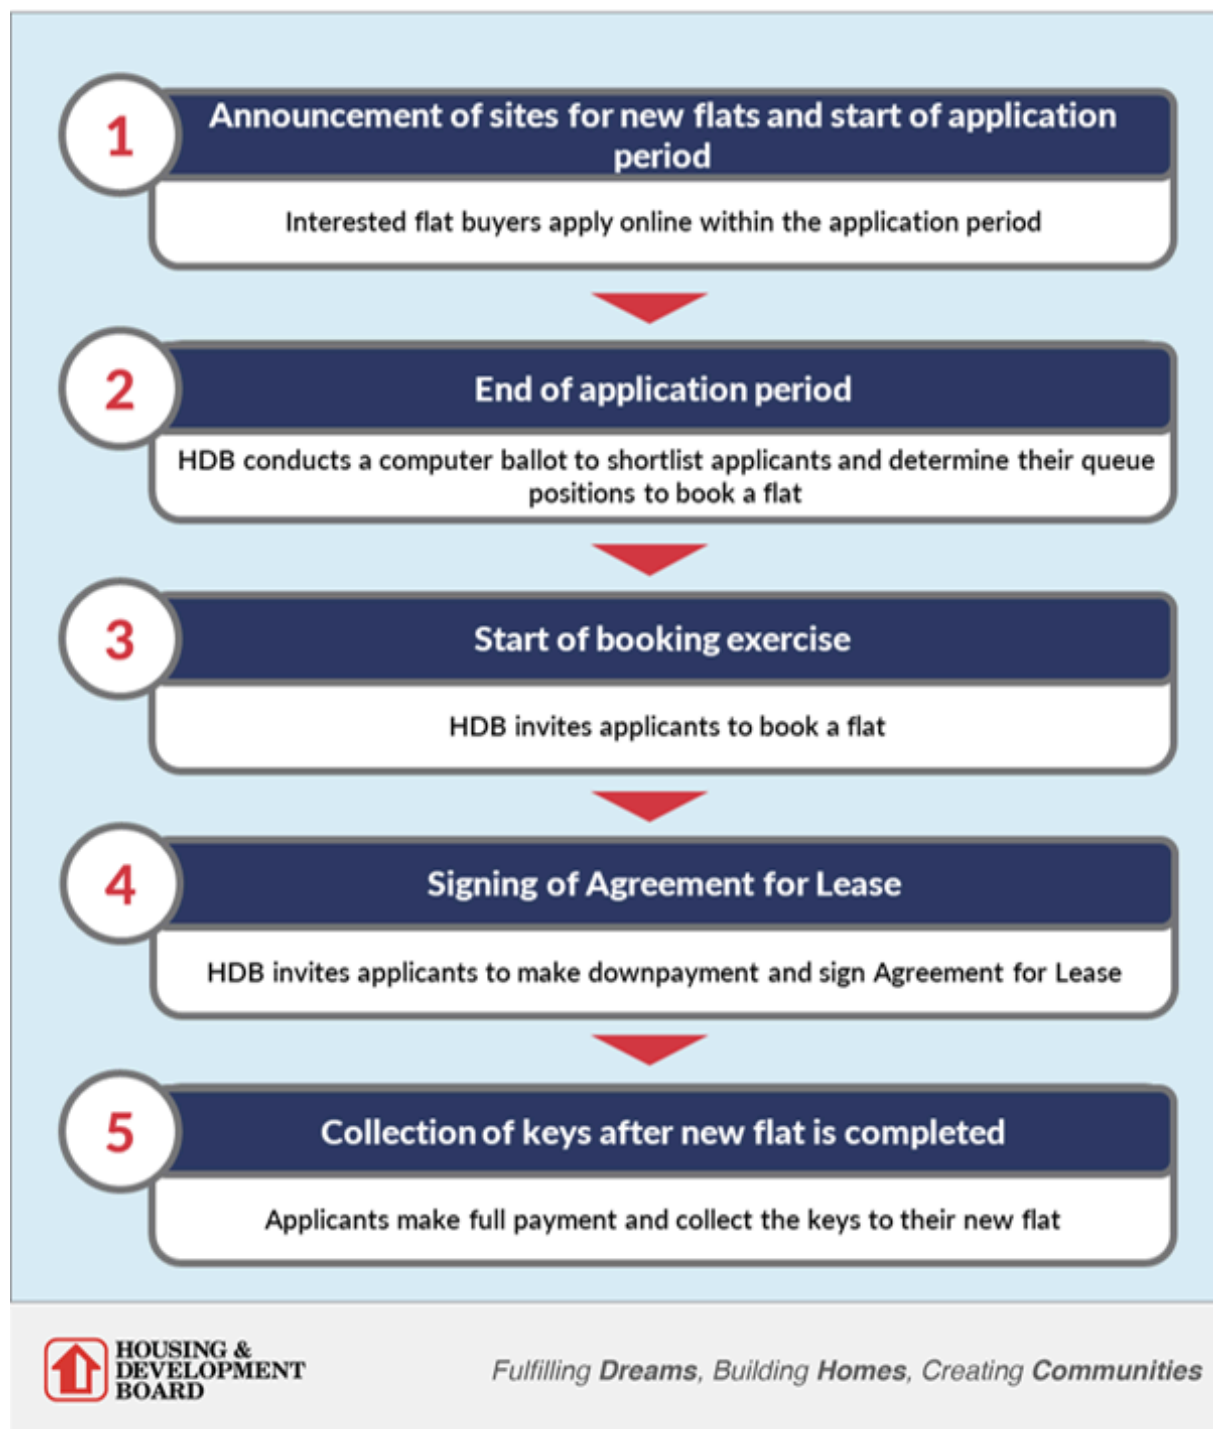 1
Announcement of sites for new flats and start of application
period
Interested flat buyers apply online within the application period
2
End of application period
HDB conducts a computer ballot to shortlist applicants and determine their queue
positions to book a flat
3
Start of booking exercise
HDB invites applicants to book a flat
4
Signing of Agreement for Lease
HDB invites applicants to make downpayment and sign Agreement for Lease
5
Collection of keys after new flat is completed
Applicants make full payment and collect the keys to their new flat
HOUSING &
DEVELOPMENT
BOARD
Fulfilling Dreams, Building Homes, Creating Communities